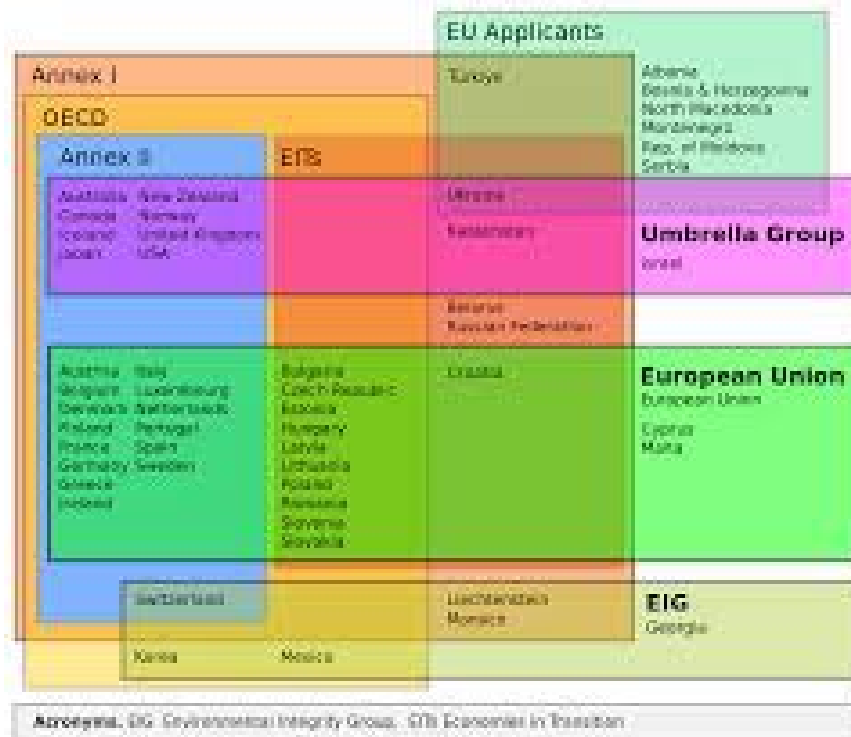 EU Applicants
Annex I
Türkiye
Albania
Bosnia & Herzegovina
North Macedonia
Montenegro
Rep. of Moldova
Serbia
OECD
Annex II
EITs
Australia New Zealand
Canada Norway
Iceland United Kingdom
Japan USA
Ukraine
Kazakhstan
Umbrella Group
Israel
Belarus
Russian Federation
Austria Italy
Belgium Luxembourg
Denmark Netherlands
Finland Portugal
France Spain
Germany Sweden
Greece
Ireland
Bulgaria
Czech Republic
Estonia
Hungary
Latvia
Lithuania
Poland
Romania
Slovenia
Slovakia
Croatia
European Union
European Union
Cyprus
Malta
Switzerland
Liechtenstein
Monaco
EIG
Georgia
Korea
Mexico
Acronyms. EIG: Environmental Integrity Group, EITs Economies in Transition